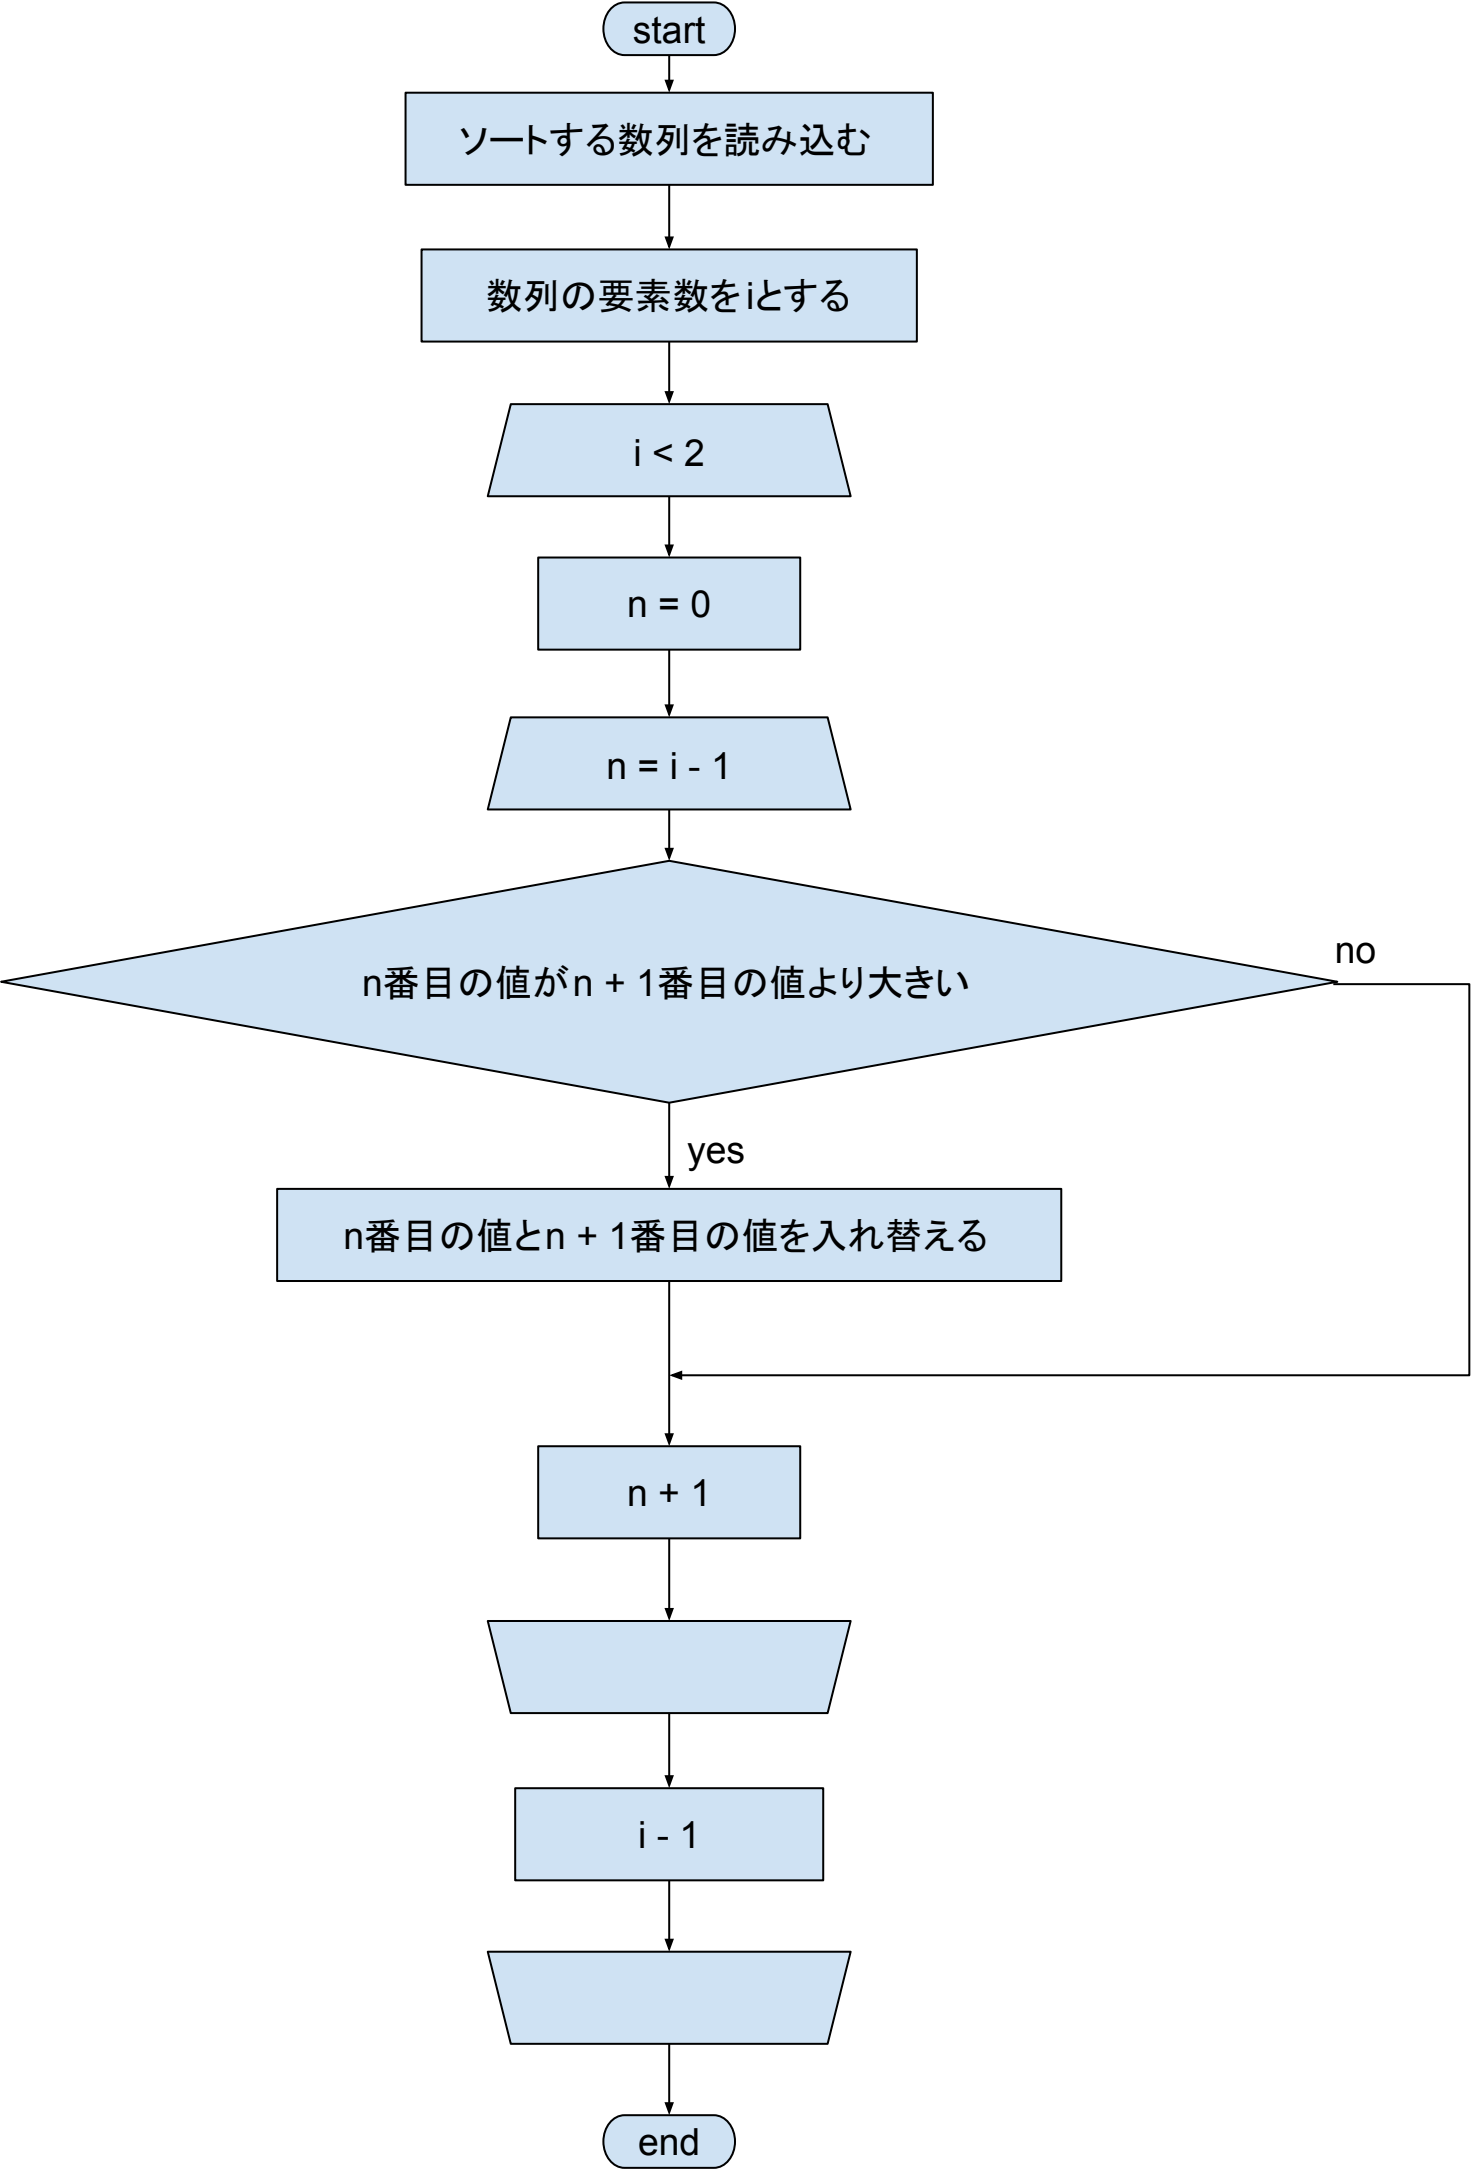 start
ソートする数列を読み込む
数列の要素数をiとする
i < 2
n = 0
n = i - 1
n番目の値がn + 1番目の値より大きい
no
yes
n番目の値とn + 1番目の値を入れ替える
n + 1
i - 1
end